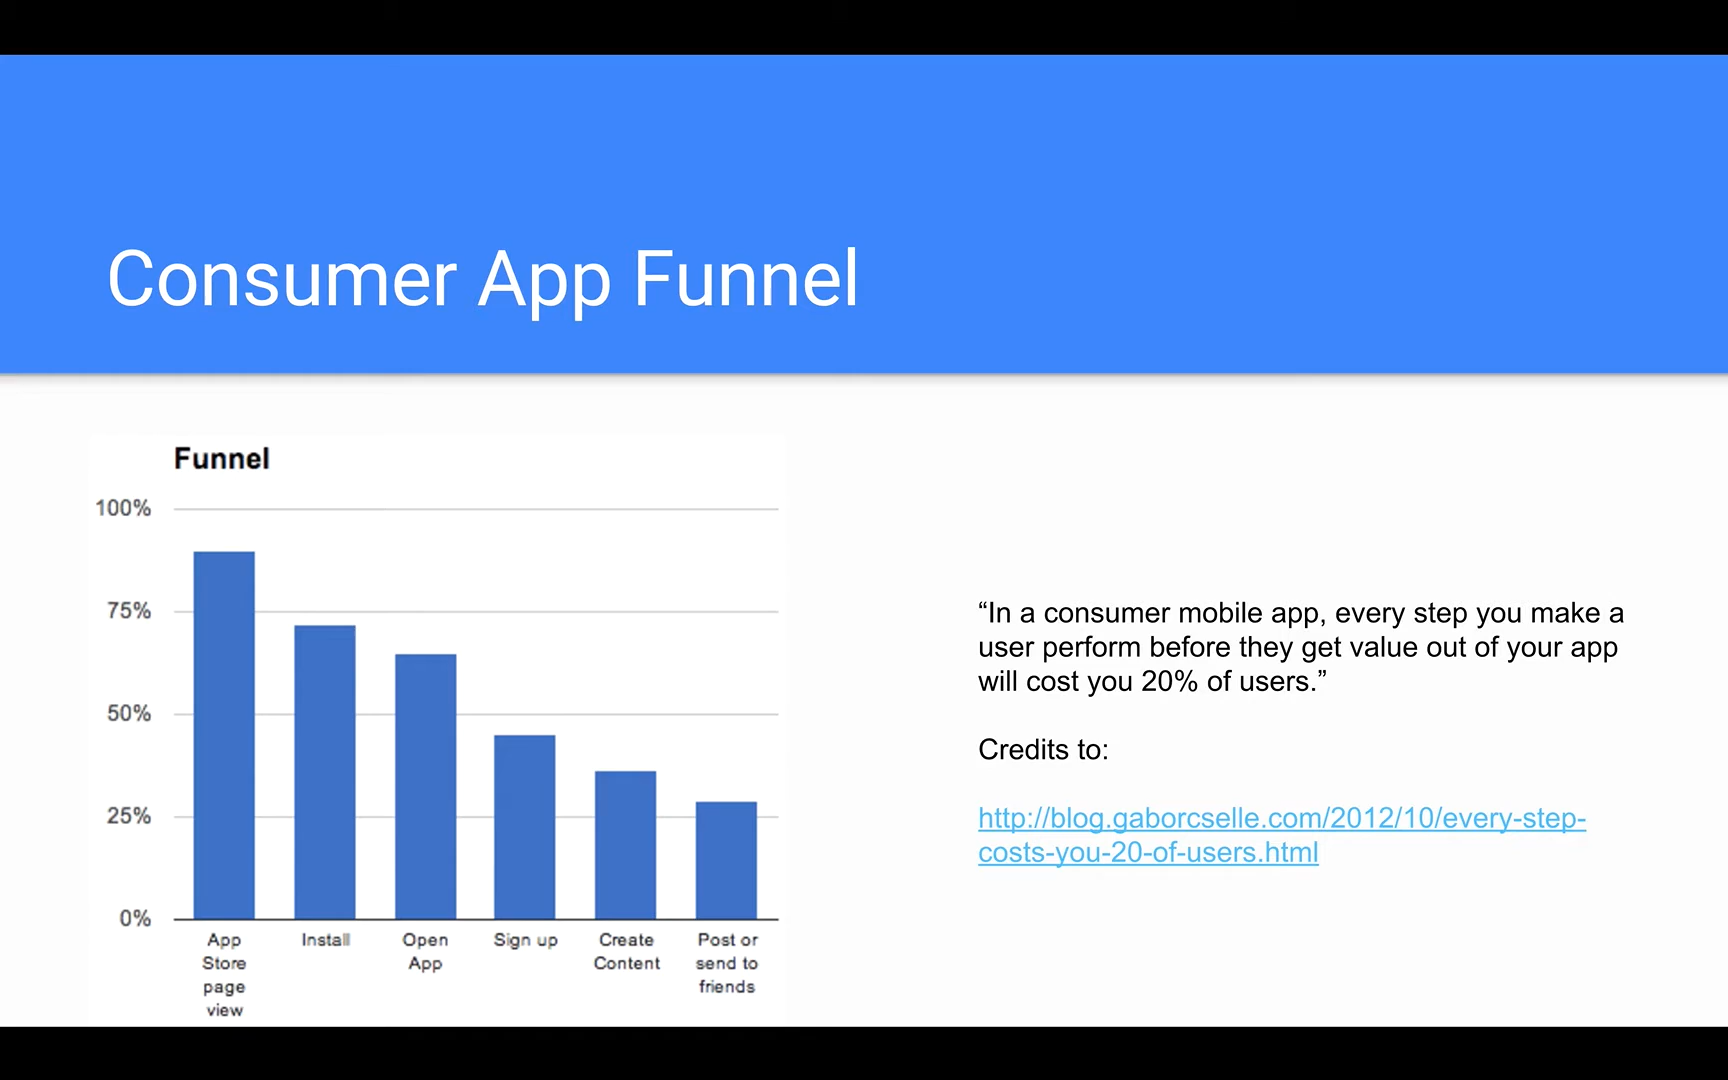 Consumer App Funnel
Funnel
100%
75%
50%
25%
0%
App
Store
page
view
Install
Open
App
Sign up
Create
Content
Post or
send to
friends
“In a consumer mobile app, every step you make a
user perform before they get value out of your app
will cost you 20% of users.”
Credits to:
http://blog.gaborcselle.com/2012/10/every-step-
costs-you-20-of-users.html